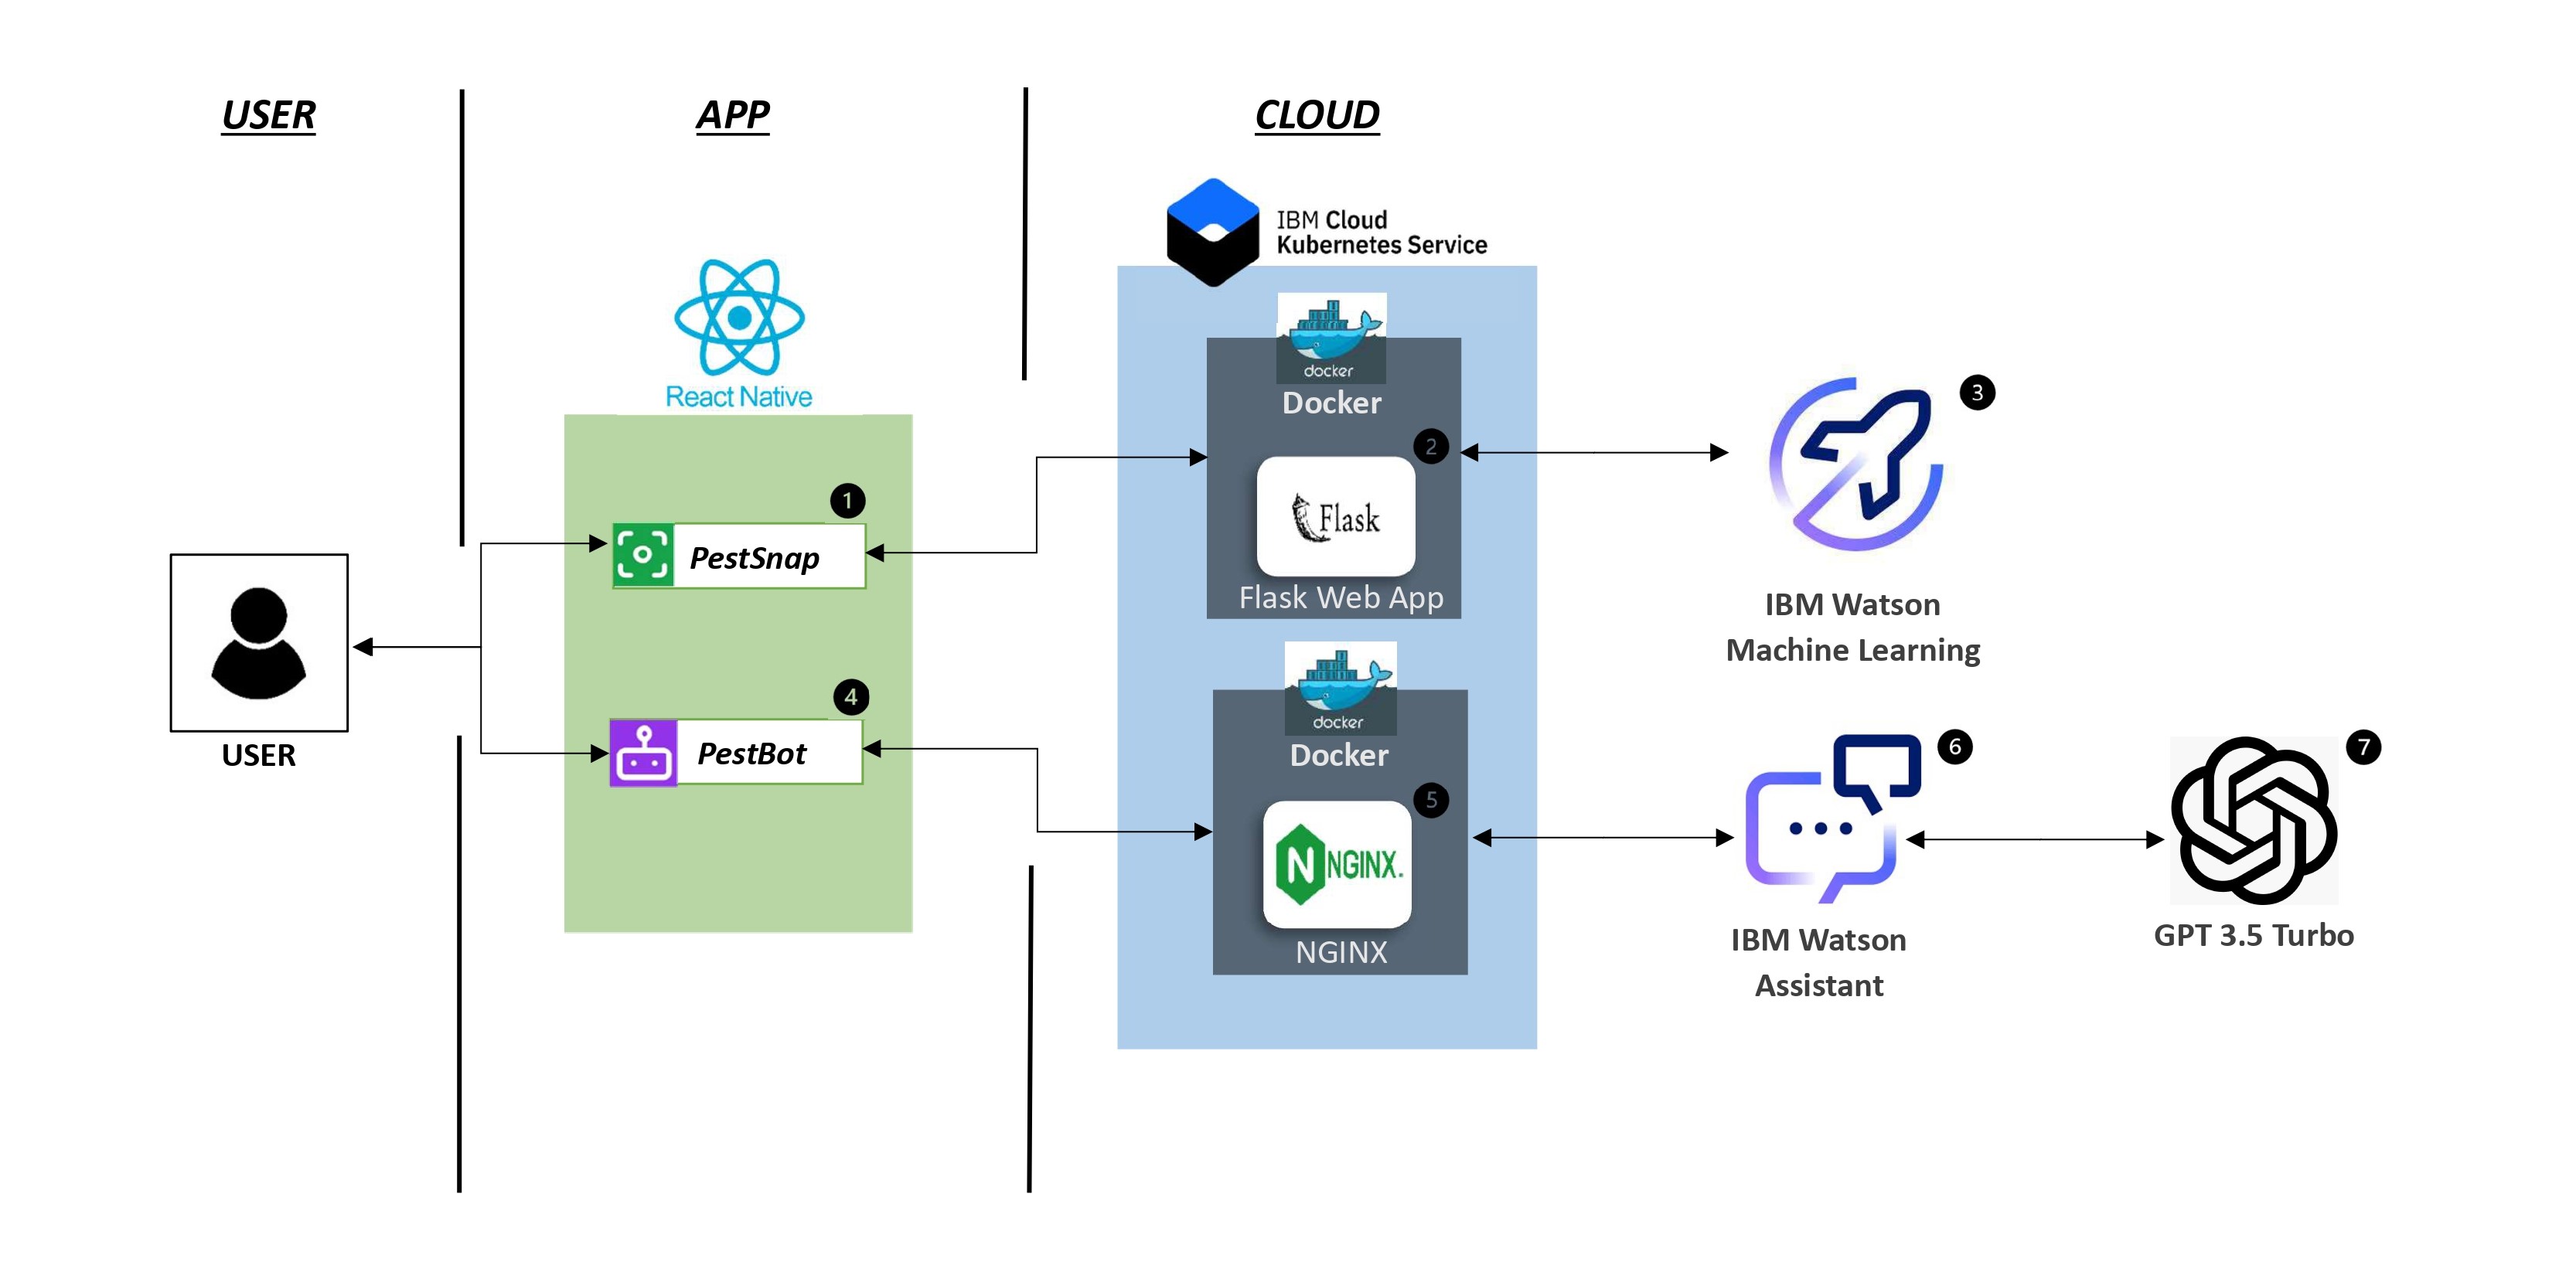 USER
APP
CLOUD
IBM Cloud
Kubernetes Service
React Native
docker
Docker
3
2
1
PestSnap
Flask
Flask Web App
IBM Watson
Machine Learning
docker
4
PestBot
USER
Docker
6
7
5
NGINX.
NGINX
IBM Watson
Assistant
GPT 3.5 Turbo